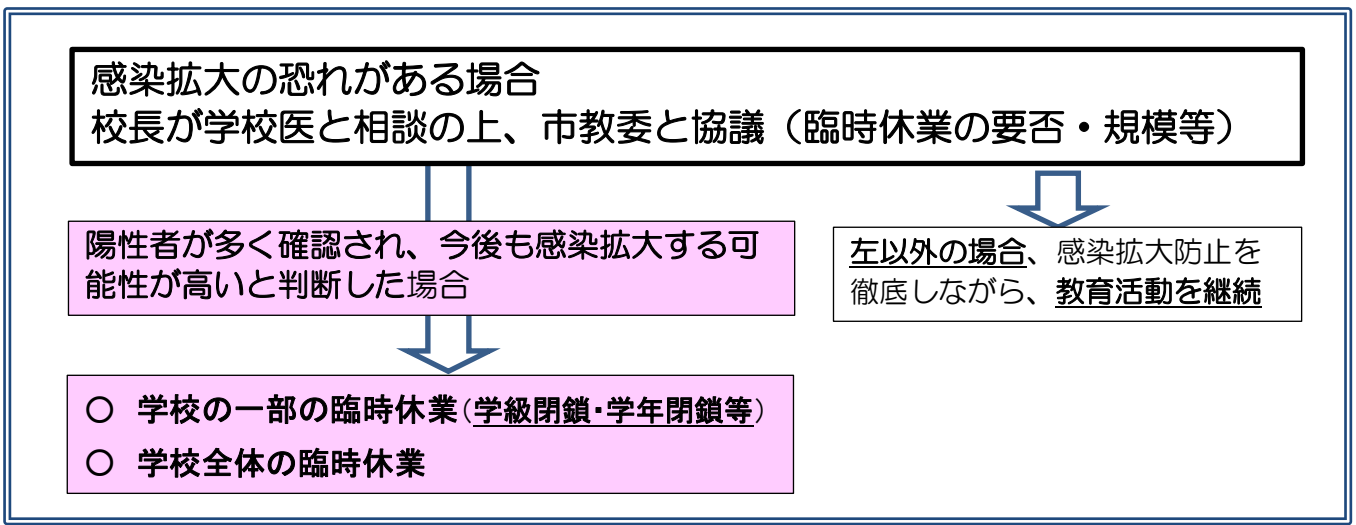 感染拡大の恐れがある場合
校長が学校医と相談の上、市教委と協議（臨時休業の要否・規模等）
陽性者が多く確認され、今後も感染拡大する可
能性が高いと判断した場合
左以外の場合、感染拡大防止を
徹底しながら、教育活動を継続
〇 学校の一部の臨時休業（学級閉鎖・学年閉鎖等）
〇 学校全体の臨時休業